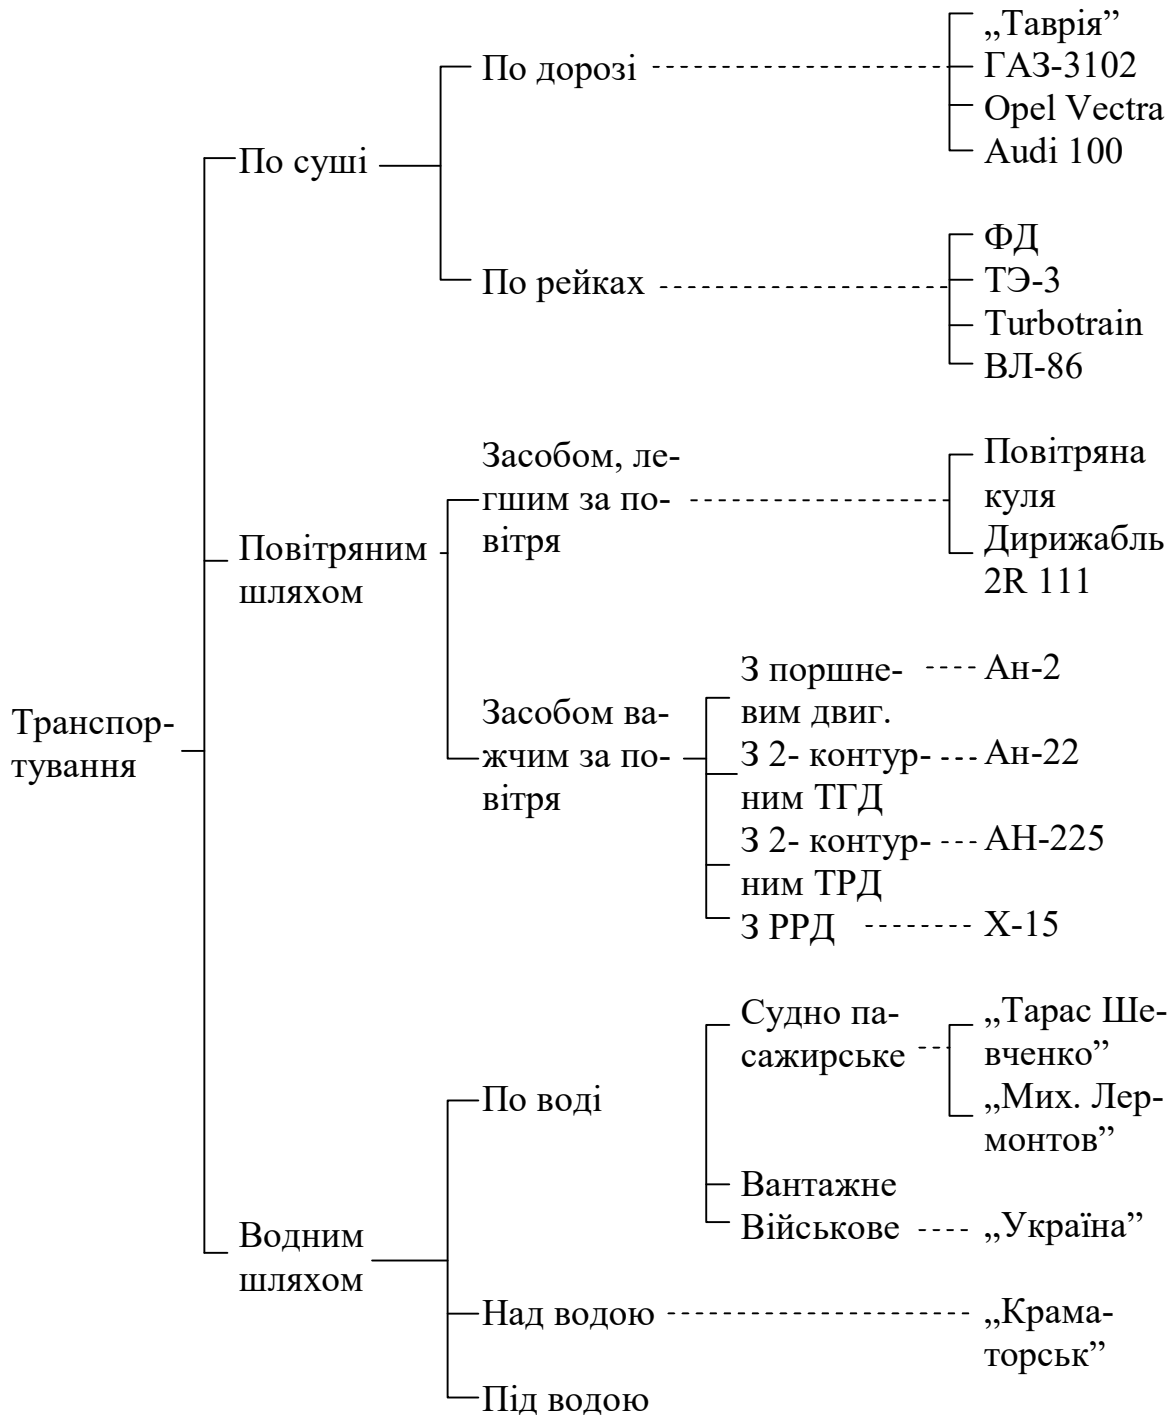 „Таврія”
По дорозі
ГАЗ-3102
Opel Vectra
По суші
Audi 100
ФД
По рейках
ТЭ-3
Turbotrain
ВЛ-86
Засобом, ле-
гшим за по-
вітря
Повітряна
куля
Дирижабль
2R 111
Повітряним
шляхом
З поршне-
вим двиг.
Ан-2
Транспор-
тування
Засобом ва-
жчим за по-
вітря
З 2- контур-
ним ТГД
Ан-22
З 2- контур-
ним ТРД
АН-225
З РРД
Х-15
Судно па-
сажирське
„Тарас Ше-
вченко”
„Мих. Лер-
монтов”
По воді
Вантажне
Військове
„Україна”
Водним
шляхом
Над водою
„Крама-
торськ”
Під водою